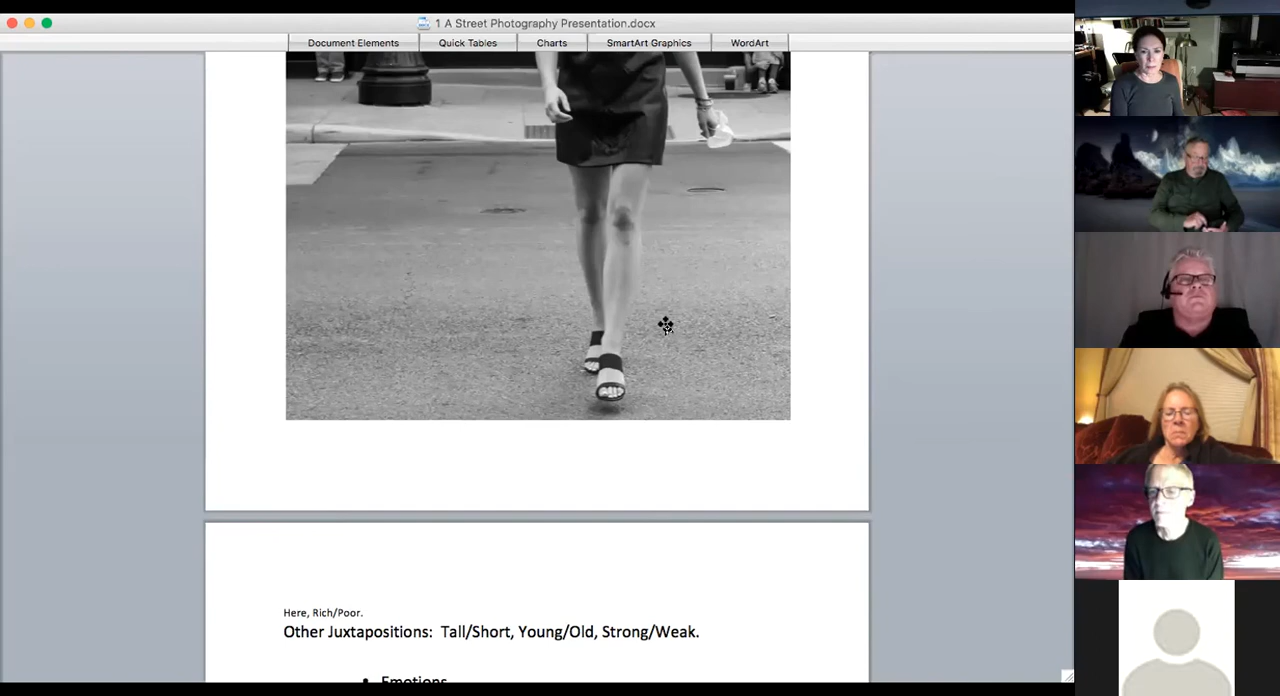 1 A Street Photography Presentation.docx
Document Elements
Quick Tables
Charts
SmartArt Graphics
WordArt
Here, Rich/Poor.
Other Juxtapositions:  Tall/Short, Young/Old, Strong/Weak.
• Emotions